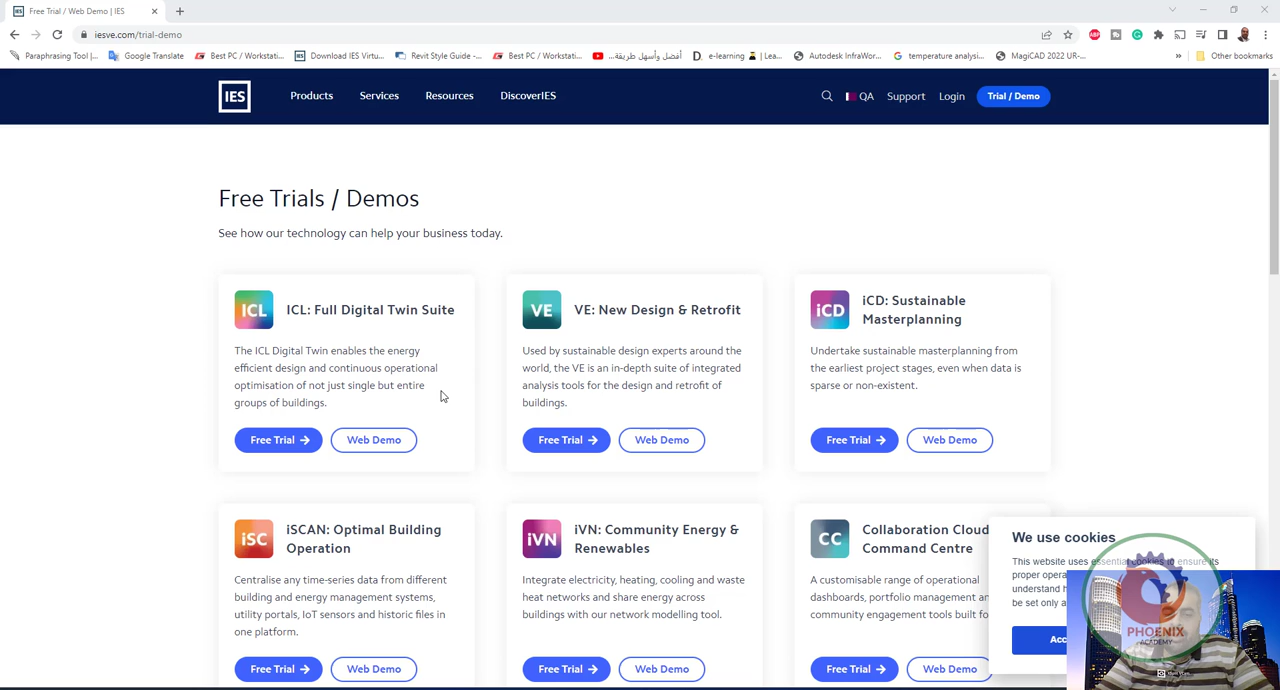 IES Free Trial / Web Demo | IES
iesve.com/trial-demo
Paraphrasing Tool |...
Google Translate
Best PC / Workstati...
IES Download IES Virtu...
Revit Style Guide -...
Best PC / Workstati...
أفضل وأسهل طريقة...
e-learning
| Lea...
Autodesk InfraWor...
temperature analysi...
MagiCAD 2022 UR-...
»
Other bookmarks
IES
Products
Services
Resources
DiscoverIES
QA
Support
Login
Trial / Demo
Free Trials / Demos
See how our technology can help your business today.
ICL
ICL: Full Digital Twin Suite
The ICL Digital Twin enables the energy
efficient design and continuous operational
optimisation of not just single but entire
groups of buildings.
Free Trial →
Web Demo
VE
VE: New Design & Retrofit
Used by sustainable design experts around the
world, the VE is an in-depth suite of integrated
analysis tools for the design and retrofit of
buildings.
Free Trial →
Web Demo
iCD
iCD: Sustainable
Masterplanning
Undertake sustainable masterplanning from
the earliest project stages, even when data is
sparse or non-existent.
Free Trial →
Web Demo
iSC
iSCAN: Optimal Building
Operation
Centralise any time-series data from different
building and energy management systems,
utility portals, IoT sensors and historic files in
one platform.
Free Trial →
Web Demo
iVN
iVN: Community Energy &
Renewables
Integrate electricity, heating, cooling and waste
heat networks and share energy across
buildings with our network modelling tool.
Free Trial →
Web Demo
CC
Collaboration Cloud
Command Centre
A customisable range of operational
dashboards, portfolio management an
community engagement tools built fo
Free Trial →
Web Demo
We use cookies
This website uses essential cookies to ensure its
proper opera
understand h
be set only a
Acc
PHOENIX
ACADEMY